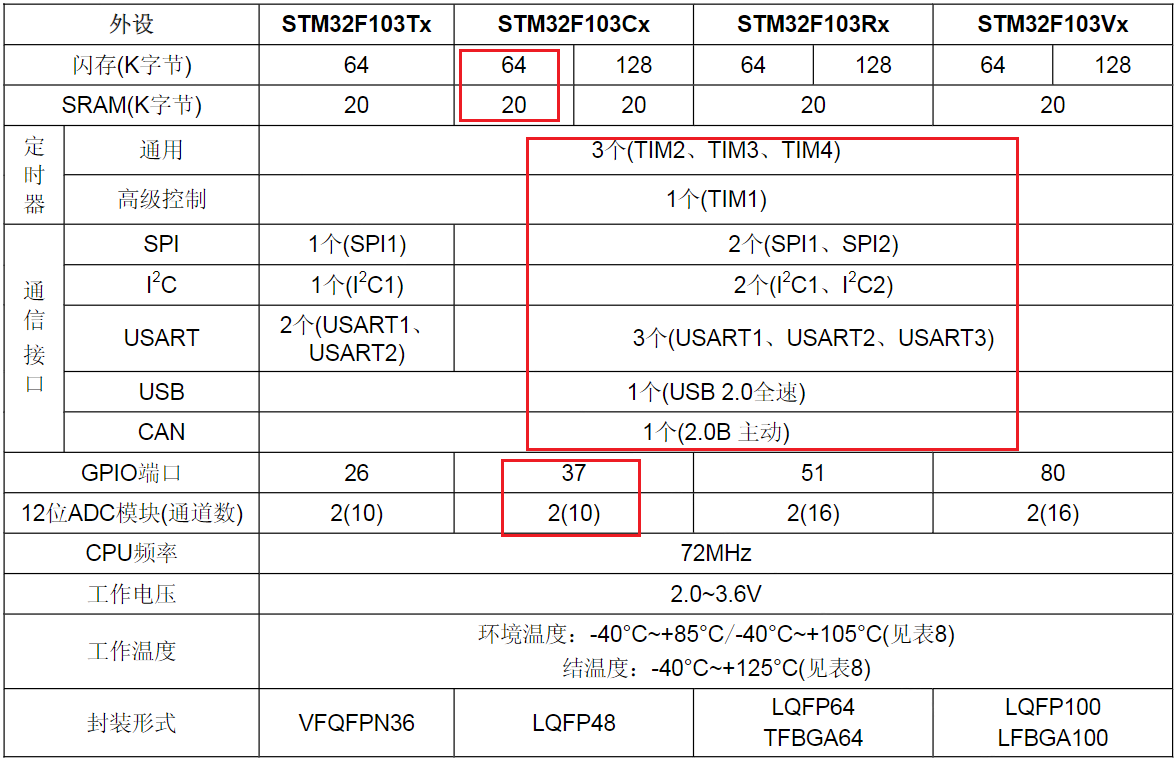 外设 STM32F103Tx STM32F103Cx STM32F103Rx STM32F103Vx
闪存(K字节) 64 64 128 64 128 64 128
SRAM(K字节) 20 20 20 20 20
定时器
通用 3个(TIM2、TIM3、TIM4)
高级控制 1个(TIM1)
通信接口
SPI 1个(SPI1) 2个(SPI1、SPI2)
I²C 1个(I²C1) 2个(I²C1、I²C2)
USART 2个(USART1、
USART2) 3个(USART1、USART2、USART3)
USB 1个(USB 2.0全速)
CAN 1个(2.0B 主动)
GPIO端口 26 37 51 80
12位ADC模块(通道数) 2(10) 2(10) 2(16) 2(16)
CPU频率 72MHz
工作电压 2.0~3.6V
工作温度 环境温度：-40°C~+85°C/-40°C~+105°C(见表8)
结温度：-40°C~+125°C(见表8)
封装形式 VFQFPN36 LQFP48 LQFP64 LQFP100
TFBGA64 LFBGA100